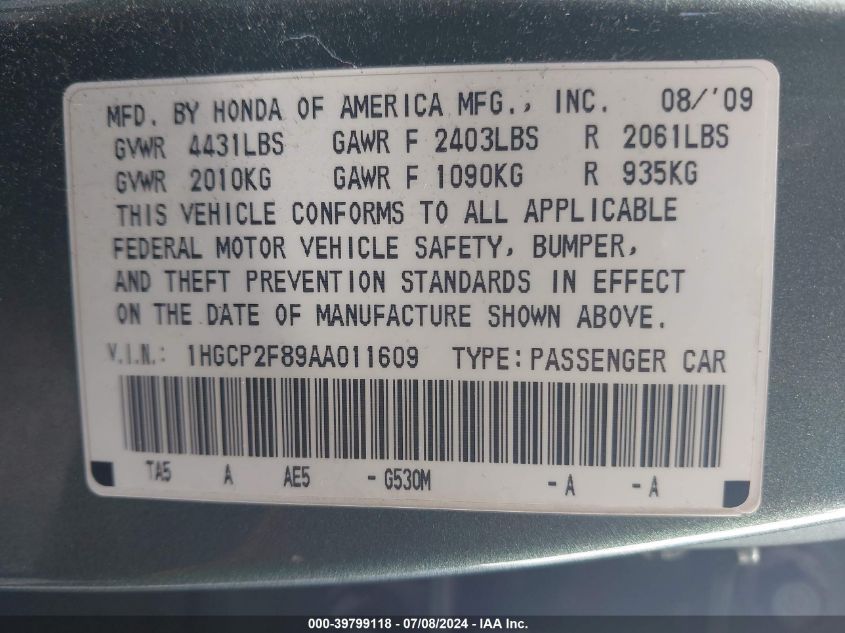 MFD. BY HONDA OF AMERICA MFG., INC. 08/'09
GVWR 4431LBS GAWR F 2403LBS R 2061LBS
GVWR 2010KG GAWR F 1090KG R 935KG
THIS VEHICLE CONFORMS TO ALL APPLICABLE
FEDERAL MOTOR VEHICLE SAFETY, BUMPER,
AND THEFT PREVENTION STANDARDS IN EFFECT
ON THE DATE OF MANUFACTURE SHOWN ABOVE.
V.I.N.: 1HGCP2F89AA011609 TYPE:PASSENGER CAR
TA5 A AE5 - G530M - A - A
000-39799118 - 07/08/2024 - IAA Inc.